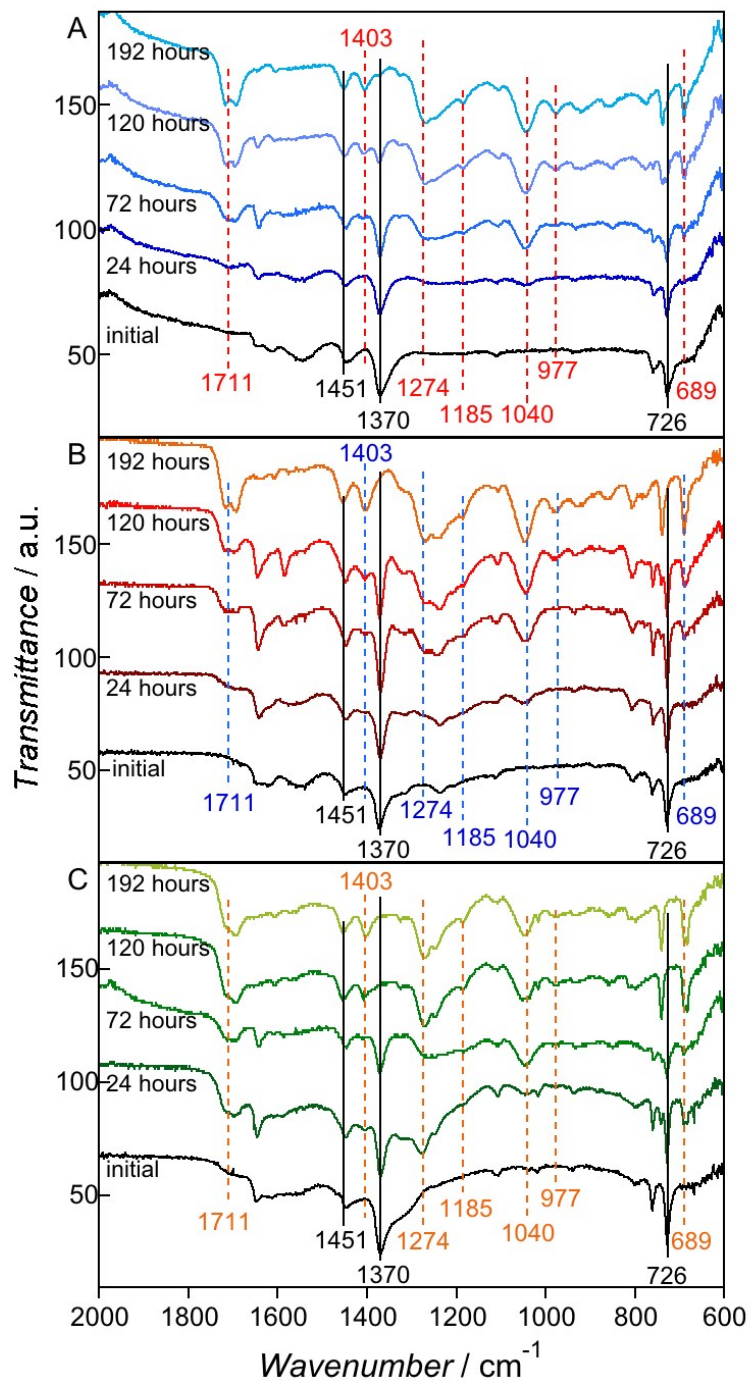 A
192 hours
1403
150
120 hours
72 hours
100
24 hours
initial
50
1711
1451
1274
977
689
1370
1185
1040
726
B
192 hours
1403
120 hours
150
72 hours
100
24 hours
50
initial
1711
1451
1274
977
689
1185
1040
1370
726
C
192 hours
1403
120 hours
150
72 hours
100
24 hours
initial
50
1711
1451
1274
1185
977
1040
689
1370
726
2000 1800 1600 1400 1200 1000 800 600
Wavenumber / cm⁻¹
Transmittance / a.u.